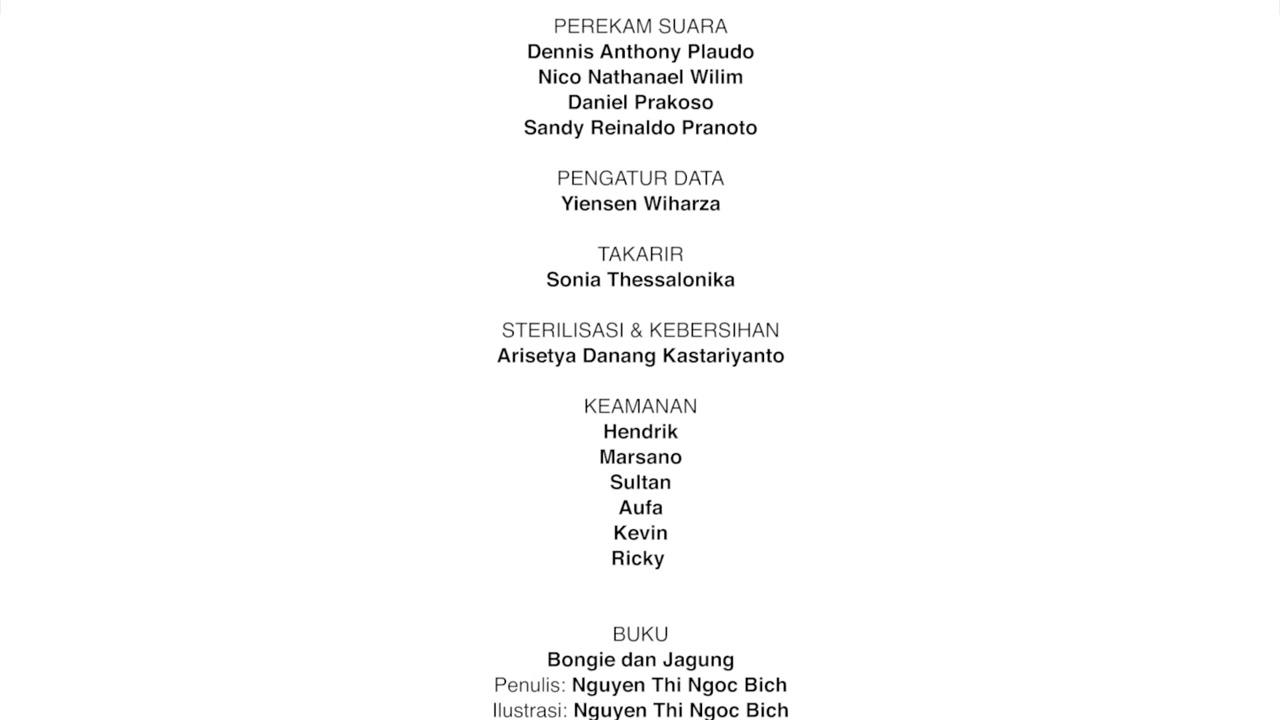 PEREKAM SUARA
Dennis Anthony Plaudo
Nico Nathanael Wilim
Daniel Prakoso
Sandy Reinaldo Pranoto
PENGATUR DATA
Yiensen Wiharza
TAKARIR
Sonia Thessalonika
STERILISASI & KEBERSIHAN
Arisetya Danang Kastariyanto
KEAMANAN
Hendrik
Marsano
Sultan
Aufa
Kevin
Ricky
BUKU
Bongie dan Jagung
Penulis: Nguyen Thi Ngoc Bich
Ilustrasi: Nguyen Thi Ngoc Bich